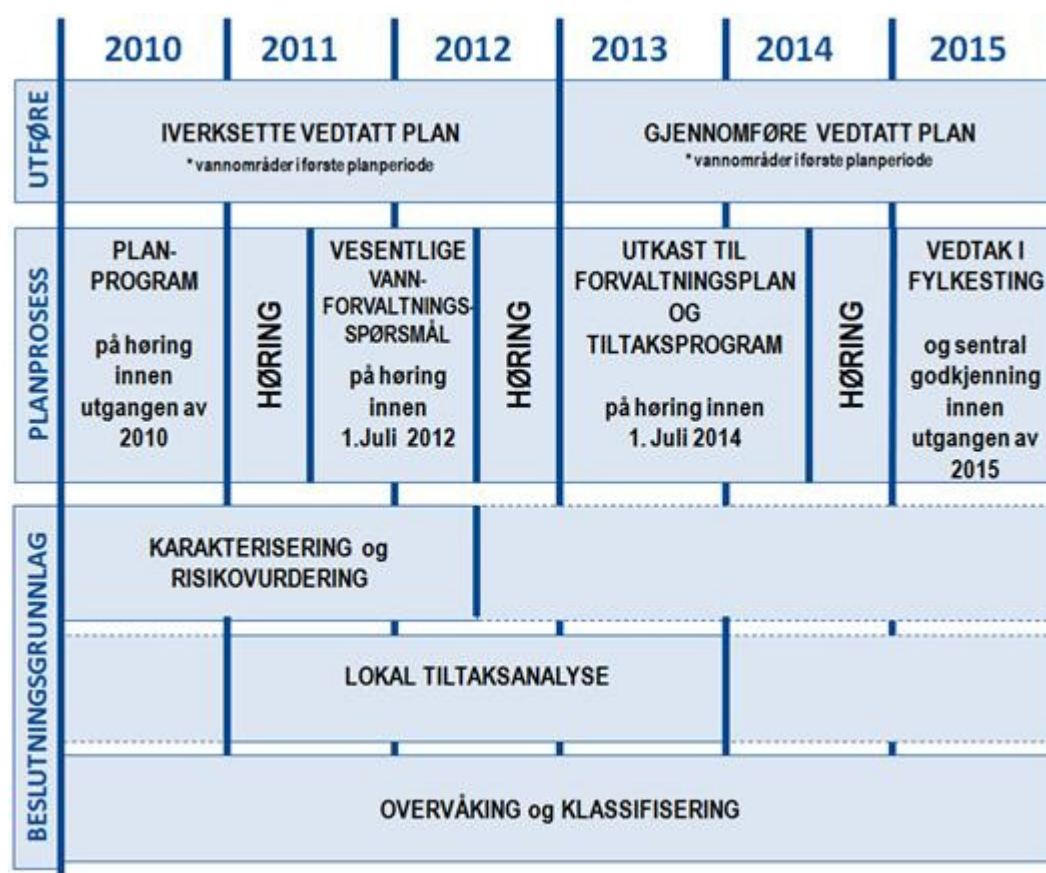 2010 2011 2012 2013 2014 2015
UTFØRE
IVERKSETTE VEDTATT PLAN
* vannområder i første planperiode
GJENNOMFØRE VEDTATT PLAN
* vannområder i første planperiode
PLANPROSESS
PLAN-
PROGRAM
på høring
innen
utgangen av
2010
HØRING
VESENTLIGE
VANN-
FORVALTNINGS-
SPØRSMÅL
på høring
innen
1.Juli 2012
HØRING
UTKAST TIL
FORVALTNINGSPLAN
OG
TILTAKSPROGRAM
på høring innen
1. Juli 2014
HØRING
VEDTAK I
FYLKESTING
og sentral
godkjenning
innen
utgangen av
2015
BESLUTNINGSGRUNNLAG
KARAKTERISERING og
RISIKOVURDERING
LOKAL TILTAKSANALYSE
OVERVÅKING og KLASSIFISERING